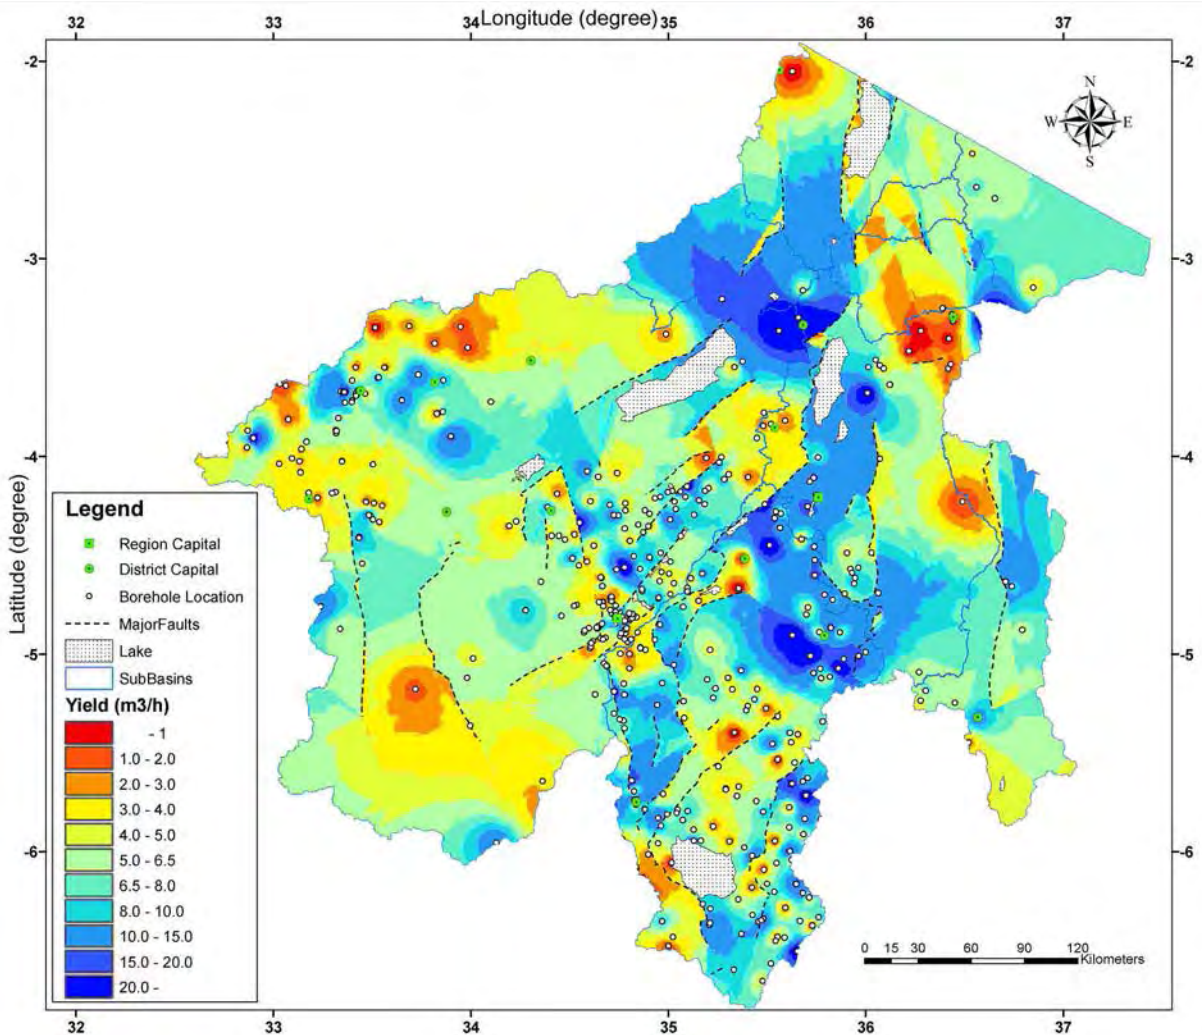 Longitude (degree)
32 33 34 35 36 37
-2 -2
N
W E
S
-3 -3
-4 -4
Latitude (degree)
Legend
Region Capital
District Capital
Borehole Location
MajorFaults
Lake
SubBasins
Yield (m3/h)
- 1
1.0 - 2.0
2.0 - 3.0
3.0 - 4.0
4.0 - 5.0
5.0 - 6.5
6.5 - 8.0
8.0 - 10.0
10.0 - 15.0
15.0 - 20.0
20.0 -
-5 -5
-6 -6
0 15 30 60 90 120
Kilometers
32 33 34 35 36 37